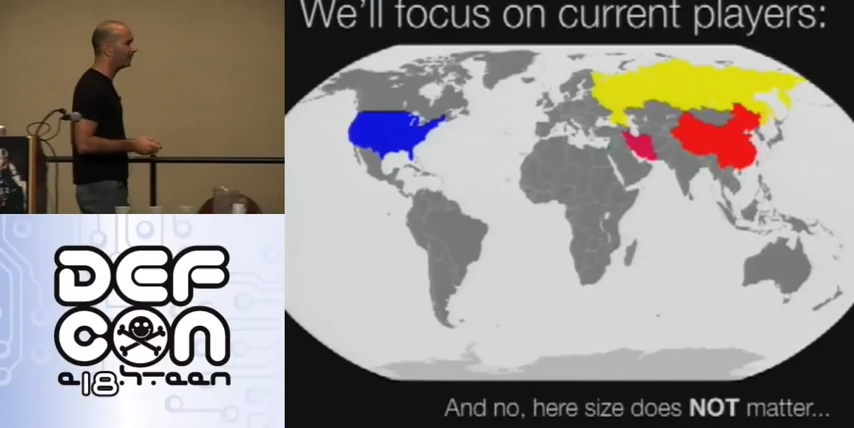 We'll focus on current players:
DEF
CON
e18hteen
And no, here size does NOT matter...